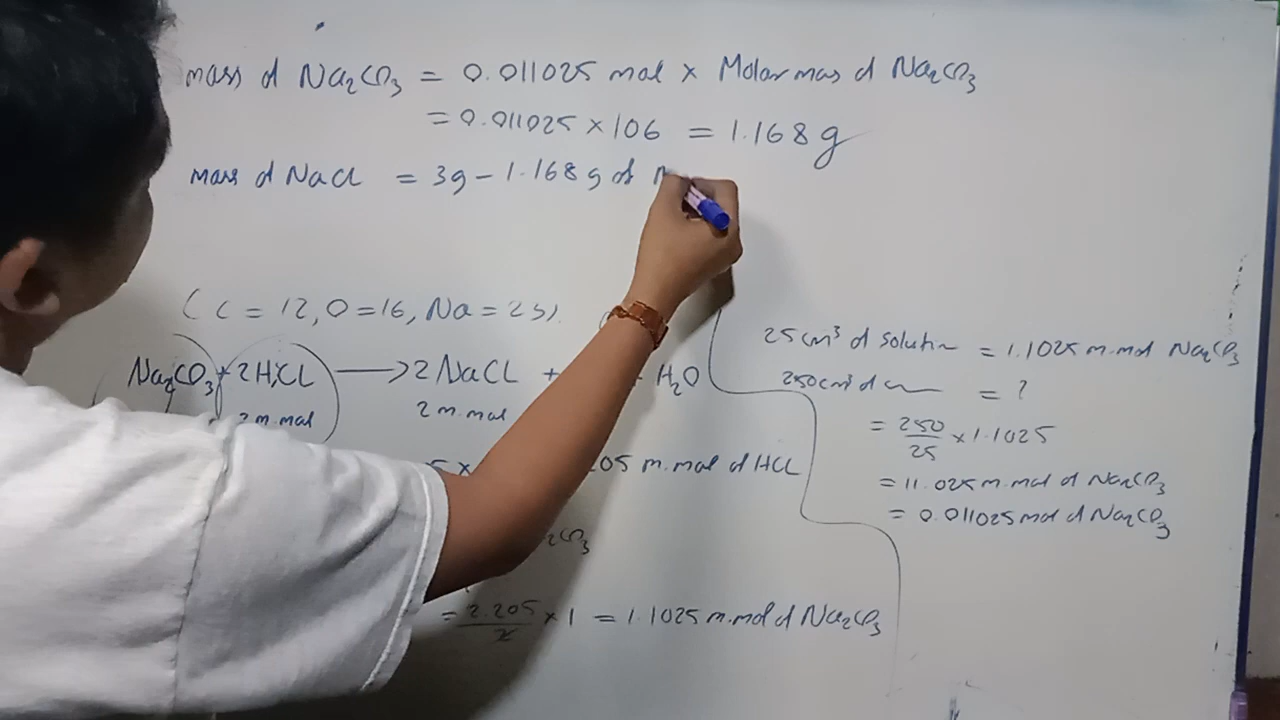 mass of Na₂CO₃ = 0.011025 mol × Molar mas of Na₂CO₃
= 0.011025 × 106 = 1.168 g
mass of NaCl = 3g - 1.168 g of
(C = 12, O = 16, Na = 23).
Na₂CO₃ + 2HCl → 2NaCl + H₂O
2 m.mol 2 m.mol
05 m.mol of HCl
= 2.205 × 1 = 1.1025 m.mol of Na₂CO₃
25 cm³ of solution = 1.1025 m.mol Na₂CO₃
250 cm³ of = ?
= 250/25 × 1.1025
= 11.025 m.mol of Na₂CO₃
= 0.011025 mol of Na₂CO₃